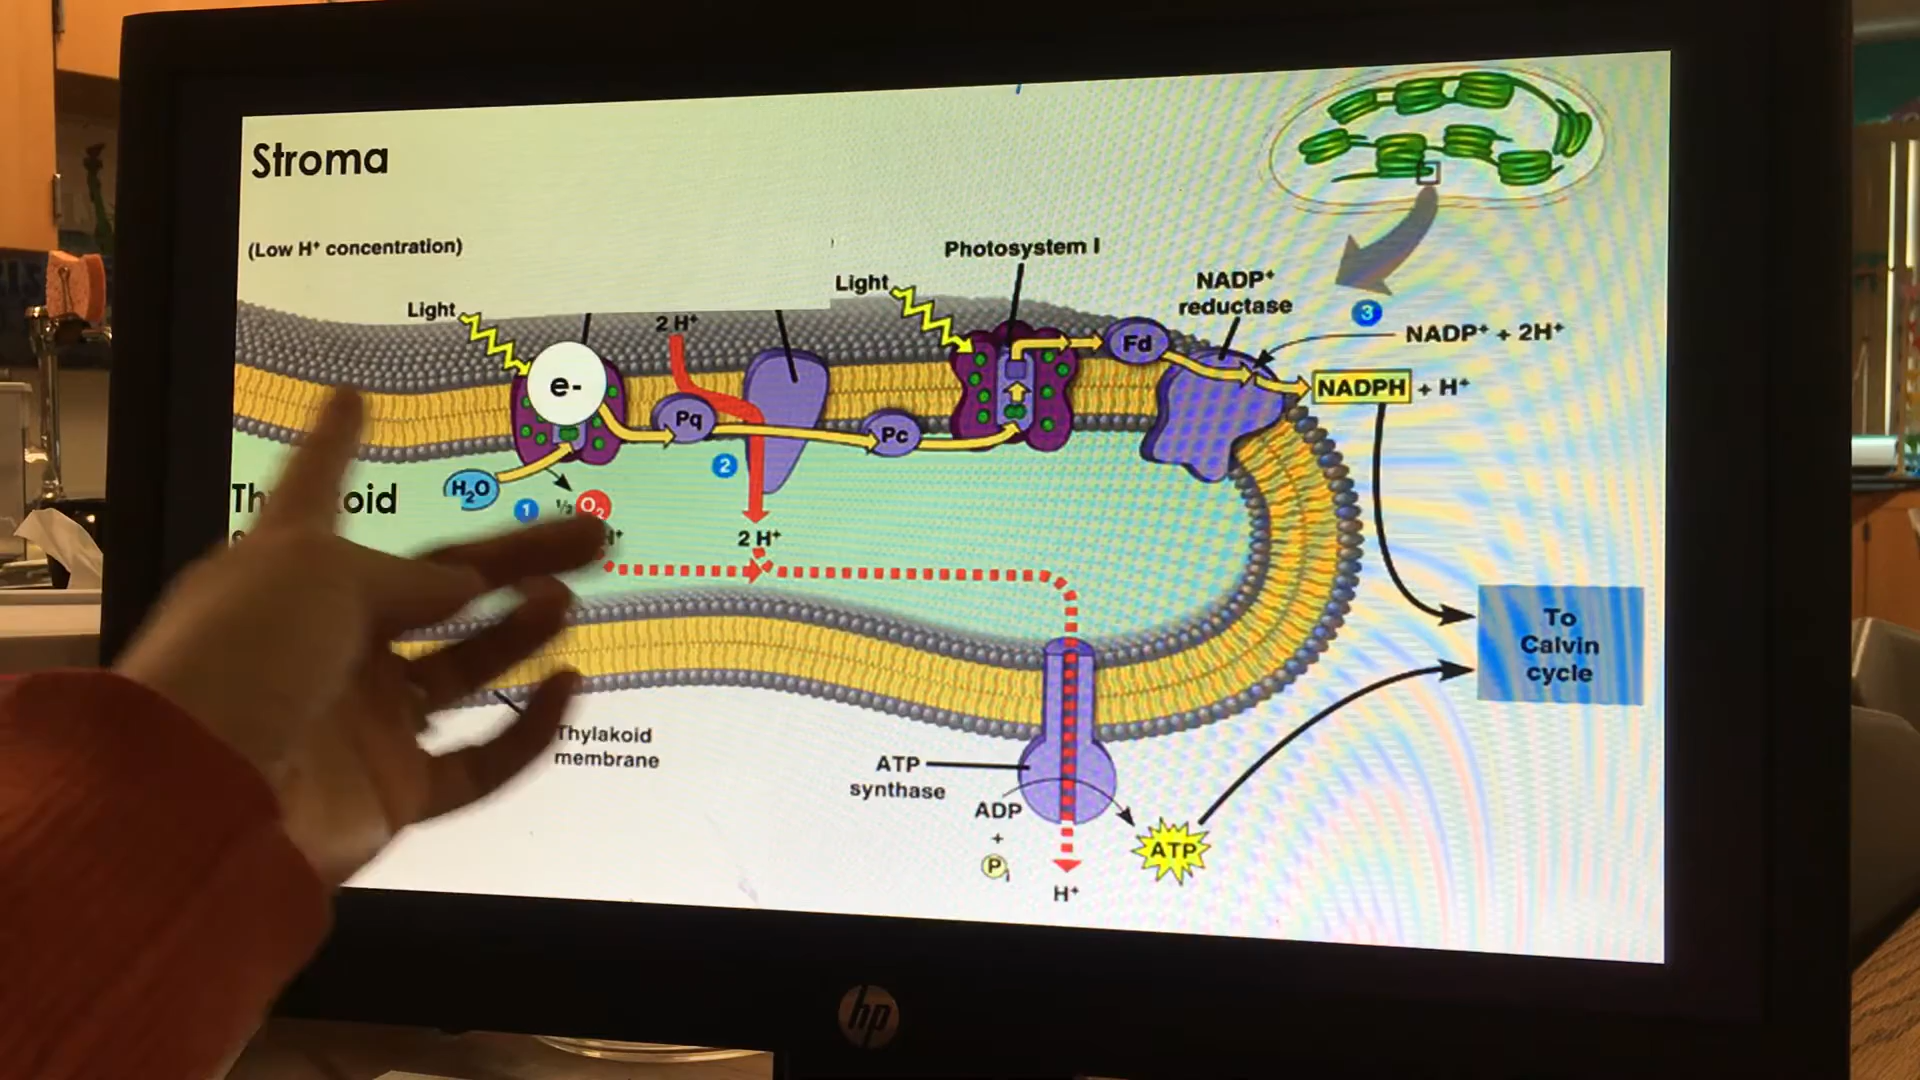 Stroma
(Low H⁺ concentration)
Light
e-
2 H⁺
Light
Photosystem I
NADP⁺
reductase
3
NADP⁺ + 2H⁺
NADPH + H⁺
Fd
Pq
Pc
2
H₂O
1
½ O₂
H⁺
2 H⁺
Thylakoid
membrane
ATP
synthase
ADP
+
Pi
H⁺
ATP
To
Calvin
cycle
hp